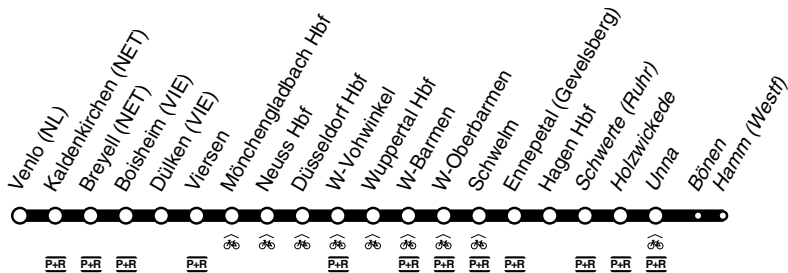 Venlo (NL)
Kaldenkirchen (NET)
Breyell (NET)
Boisheim (VIE)
Dülken (VIE)
Viersen
Mönchengladbach Hbf
Neuss Hbf
Düsseldorf Hbf
W-Vohwinkel
Wuppertal Hbf
W-Barmen
W-Oberbarmen
Schwelm
Ennepetal (Gevelsberg)
Hagen Hbf
Schwerte (Ruhr)
Holzwickede
Unna
Bönen
Hamm (Westf)
P+R P+R P+R P+R P+R P+R P+R P+R P+R P+R P+R P+R